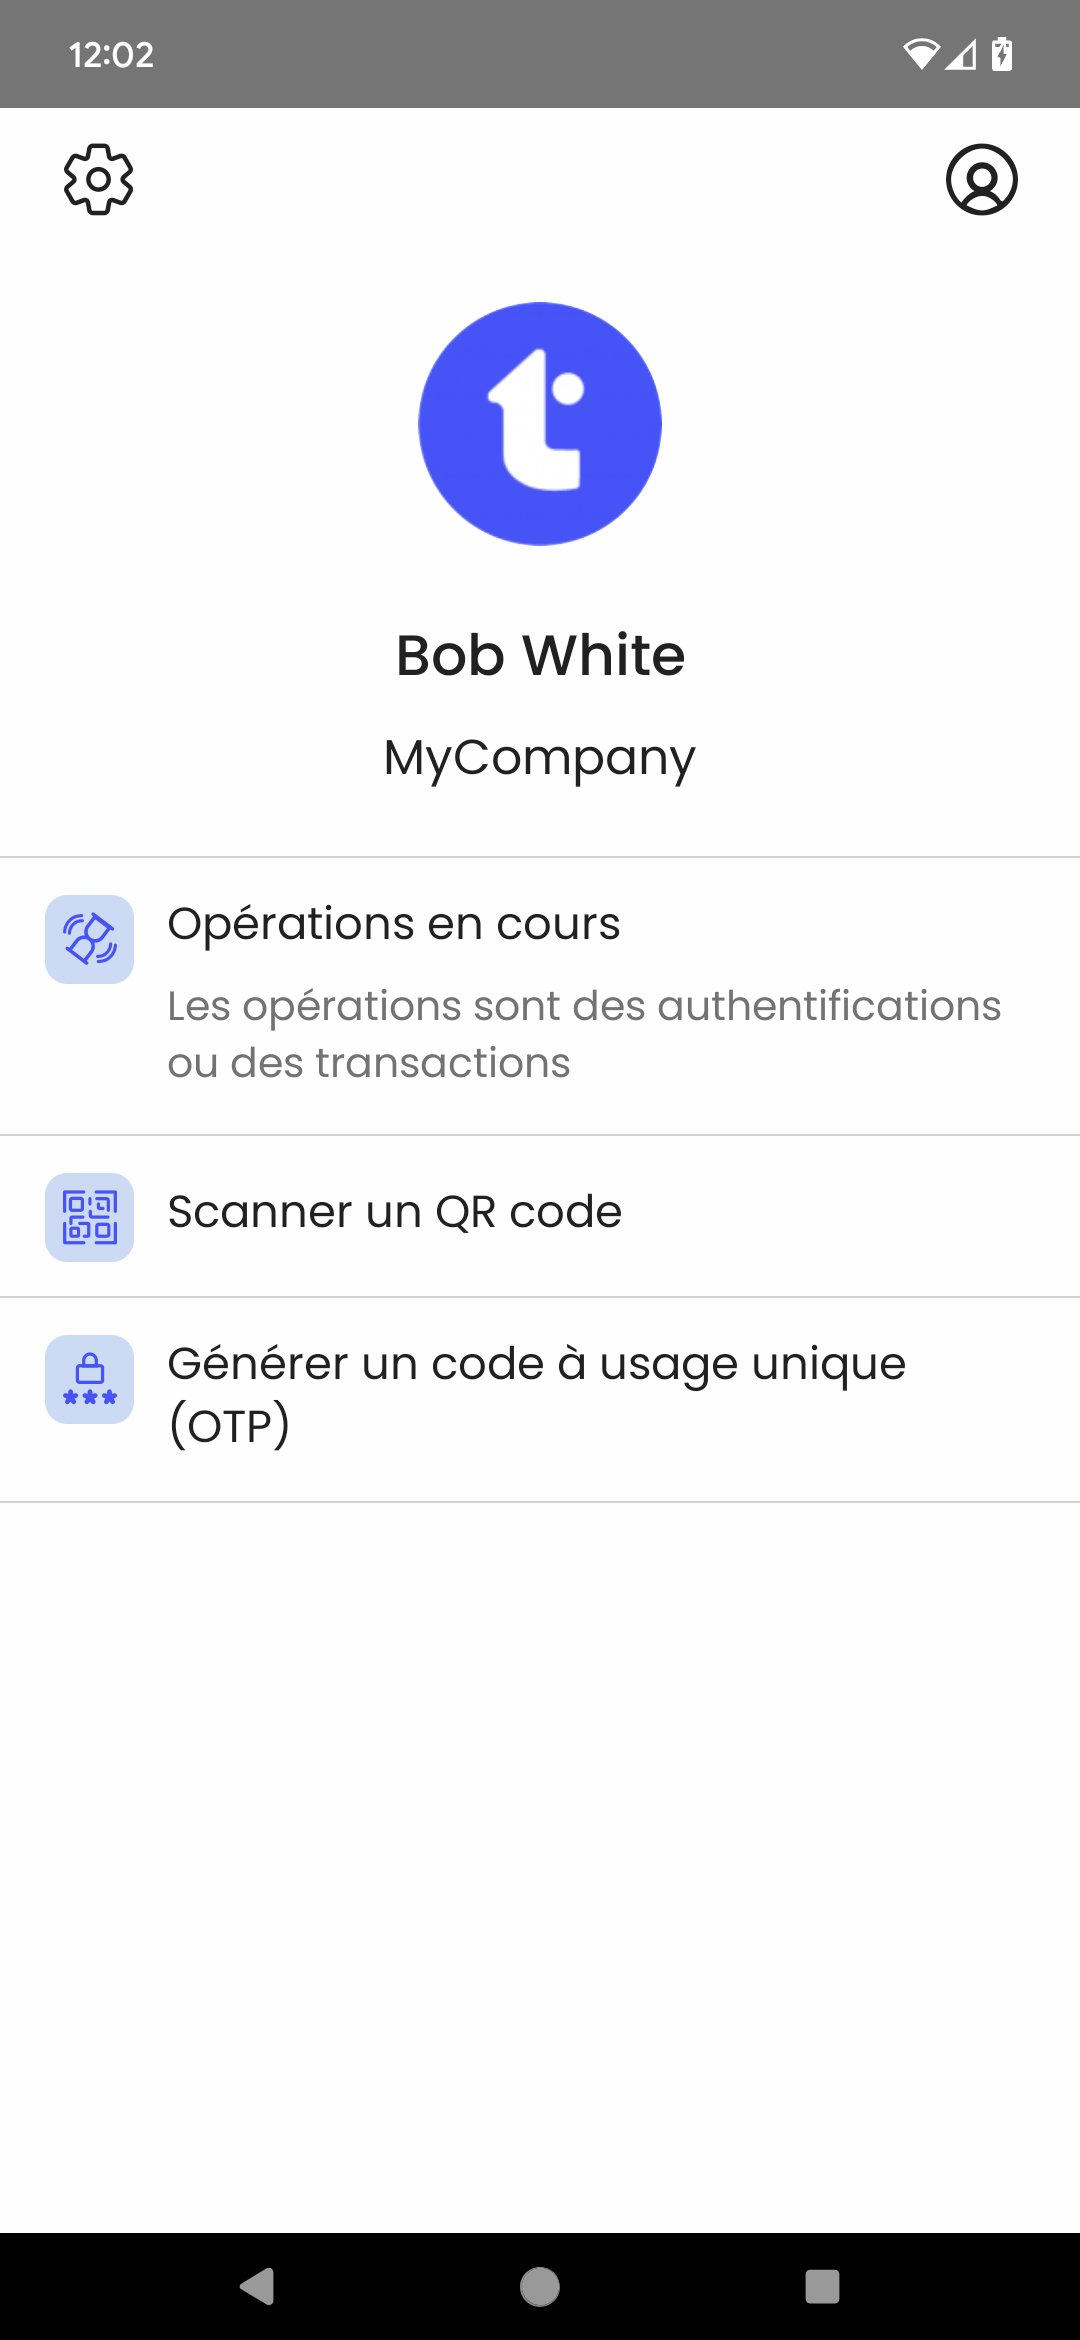 12:02
Bob White
MyCompany
Opérations en cours
Les opérations sont des authentifications
ou des transactions
Scanner un QR code
Générer un code à usage unique
(OTP)